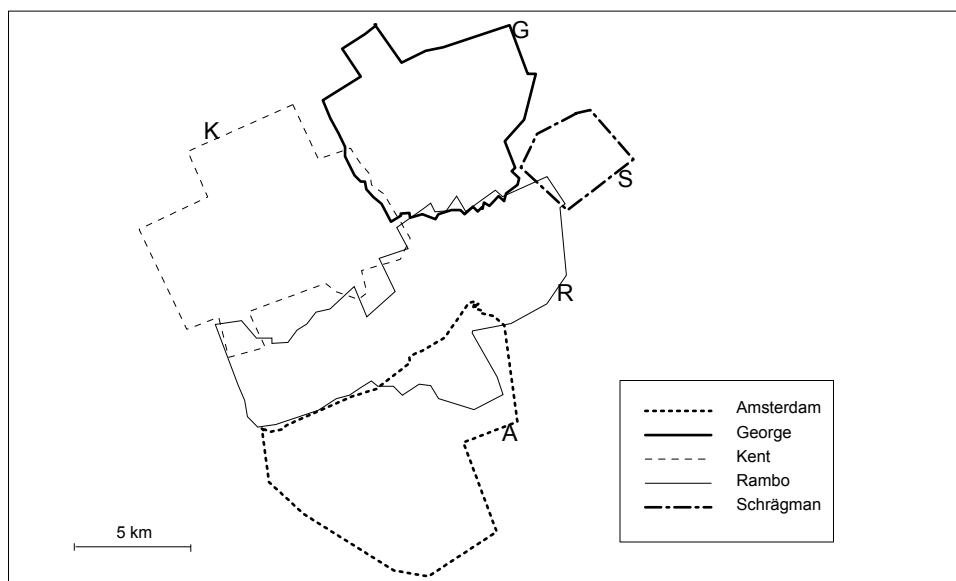 G
K
S
R
A
Amsterdam
George
Kent
Rambo
Schrägman
5 km